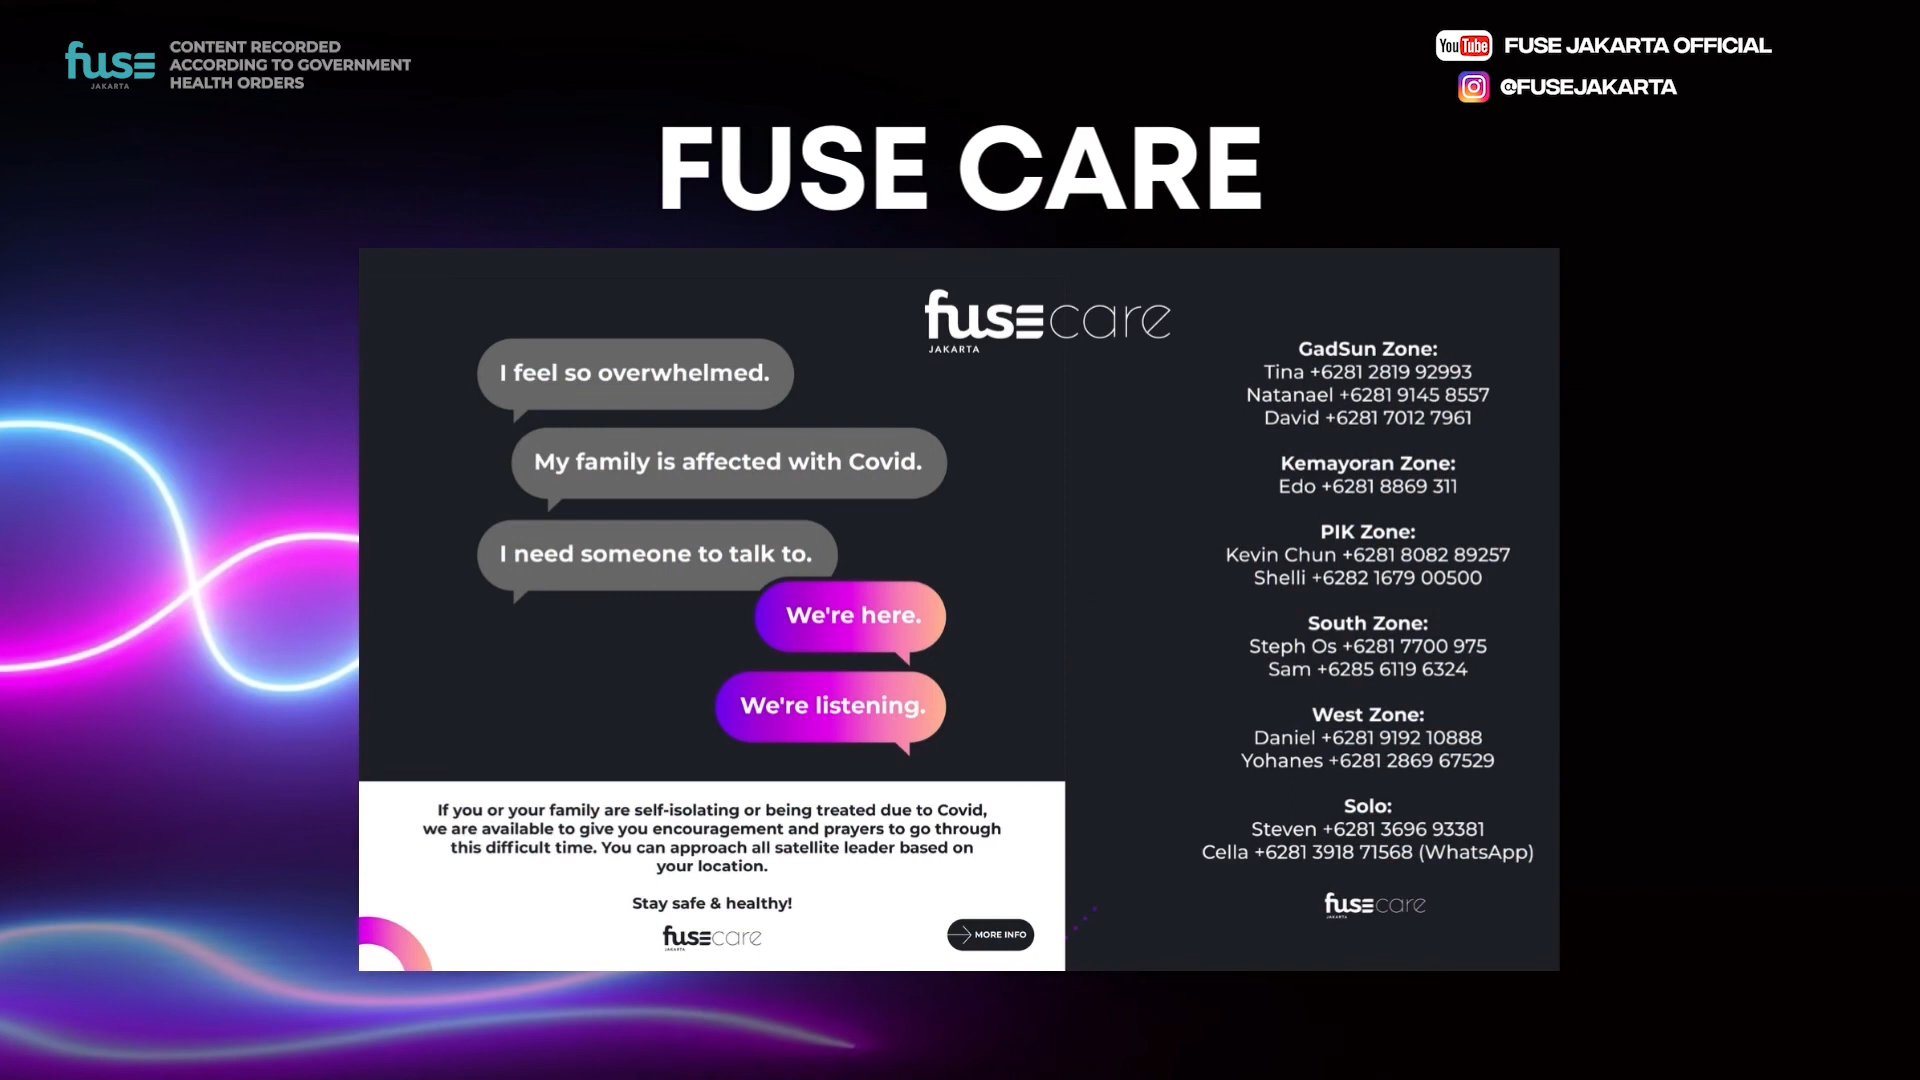 fuse
JAKARTA
CONTENT RECORDED
ACCORDING TO GOVERNMENT
HEALTH ORDERS
YouTube FUSE JAKARTA OFFICIAL
@FUSEJAKARTA
FUSE CARE
fusecare
JAKARTA
I feel so overwhelmed.
My family is affected with Covid.
I need someone to talk to.
We're here.
We're listening.
If you or your family are self-isolating or being treated due to Covid,
we are available to give you encouragement and prayers to go through
this difficult time. You can approach all satellite leader based on
your location.
Stay safe & healthy!
fusecare
JAKARTA
MORE INFO
GadSun Zone:
Tina +6281 2819 92993
Natanael +6281 9145 8557
David +6281 7012 7961
Kemayoran Zone:
Edo +6281 8869 311
PIK Zone:
Kevin Chun +6281 8082 89257
Shelli +6282 1679 00500
South Zone:
Steph Os +6281 7700 975
Sam +6285 6119 6324
West Zone:
Daniel +6281 9192 10888
Yohanes +6281 2869 67529
Solo:
Steven +6281 3696 93381
Cella +6281 3918 71568 (WhatsApp)
fusecare
JAKARTA